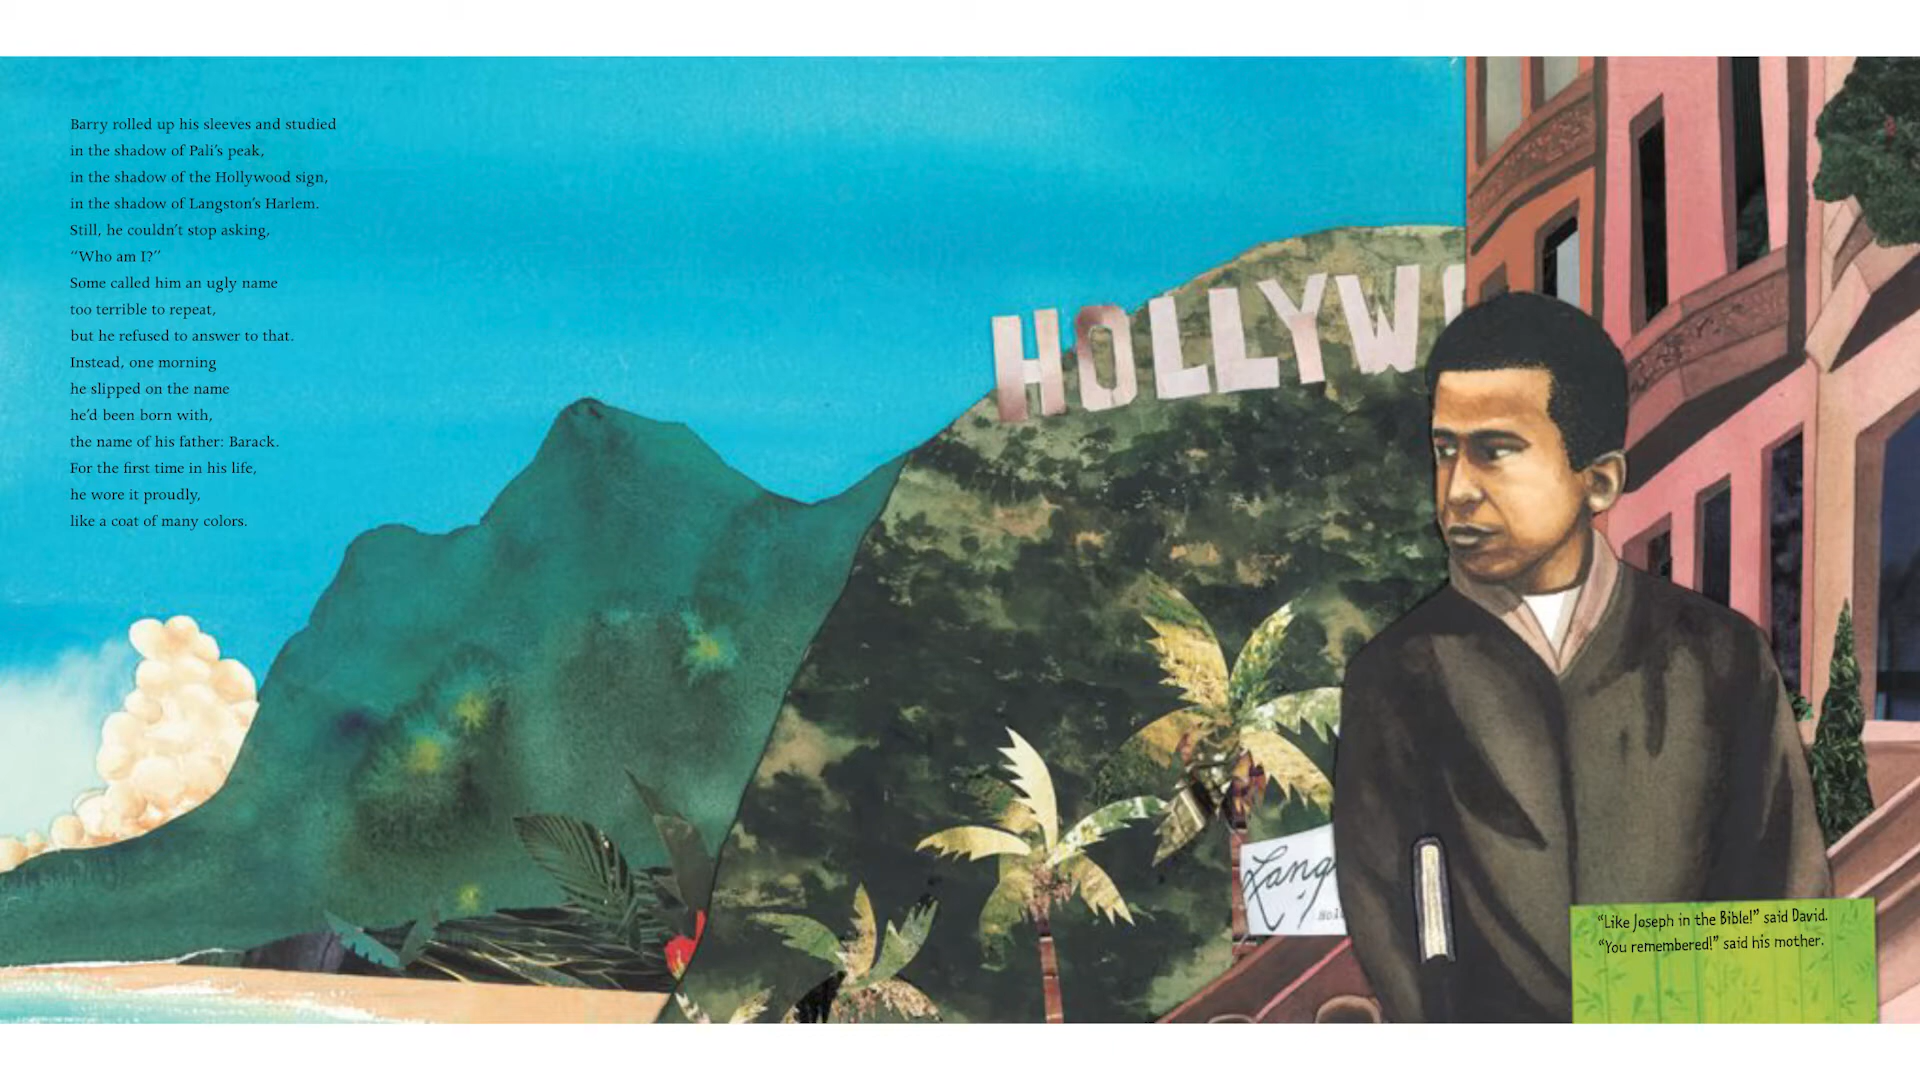 Barry rolled up his sleeves and studied
in the shadow of Pali’s peak,
in the shadow of the Hollywood sign,
in the shadow of Langston’s Harlem.
Still, he couldn’t stop asking,
“Who am I?”
Some called him an ugly name
too terrible to repeat,
but he refused to answer to that.
Instead, one morning
he slipped on the name
he’d been born with,
the name of his father: Barack.
For the first time in his life,
he wore it proudly,
like a coat of many colors.
HOLLYW
Lang
“Like Joseph in the Bible!” said David.
“You remembered!” said his mother.